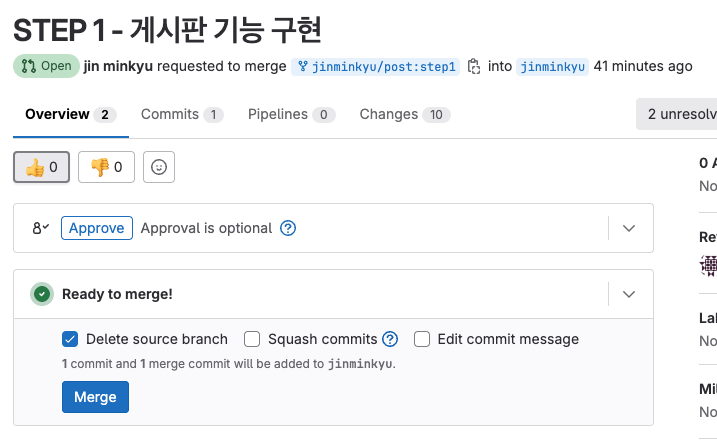 STEP 1 - 게시판 기능 구현
Open jin minkyu requested to merge jinminkyu/post:step1 into jinminkyu 41 minutes ago
Overview 2 Commits 1 Pipelines 0 Changes 10 2 unresolv
👍 0 👎 0
0 A
No
Approve Approval is optional
Re
Ready to merge!
Delete source branch Squash commits Edit commit message
Lal
No
1 commit and 1 merge commit will be added to jinminkyu.
Merge
Mil
No